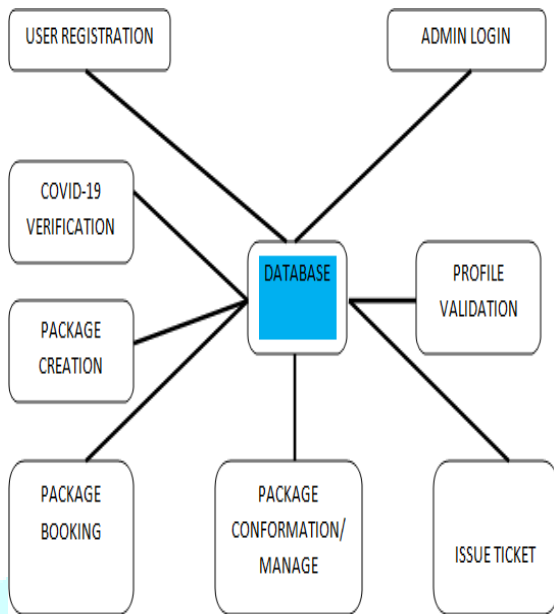 USER REGISTRATION
ADMIN LOGIN
COVID-19
VERIFICATION
DATABASE
PROFILE
VALIDATION
PACKAGE
CREATION
PACKAGE
BOOKING
PACKAGE
CONFORMATION/
MANAGE
ISSUE TICKET